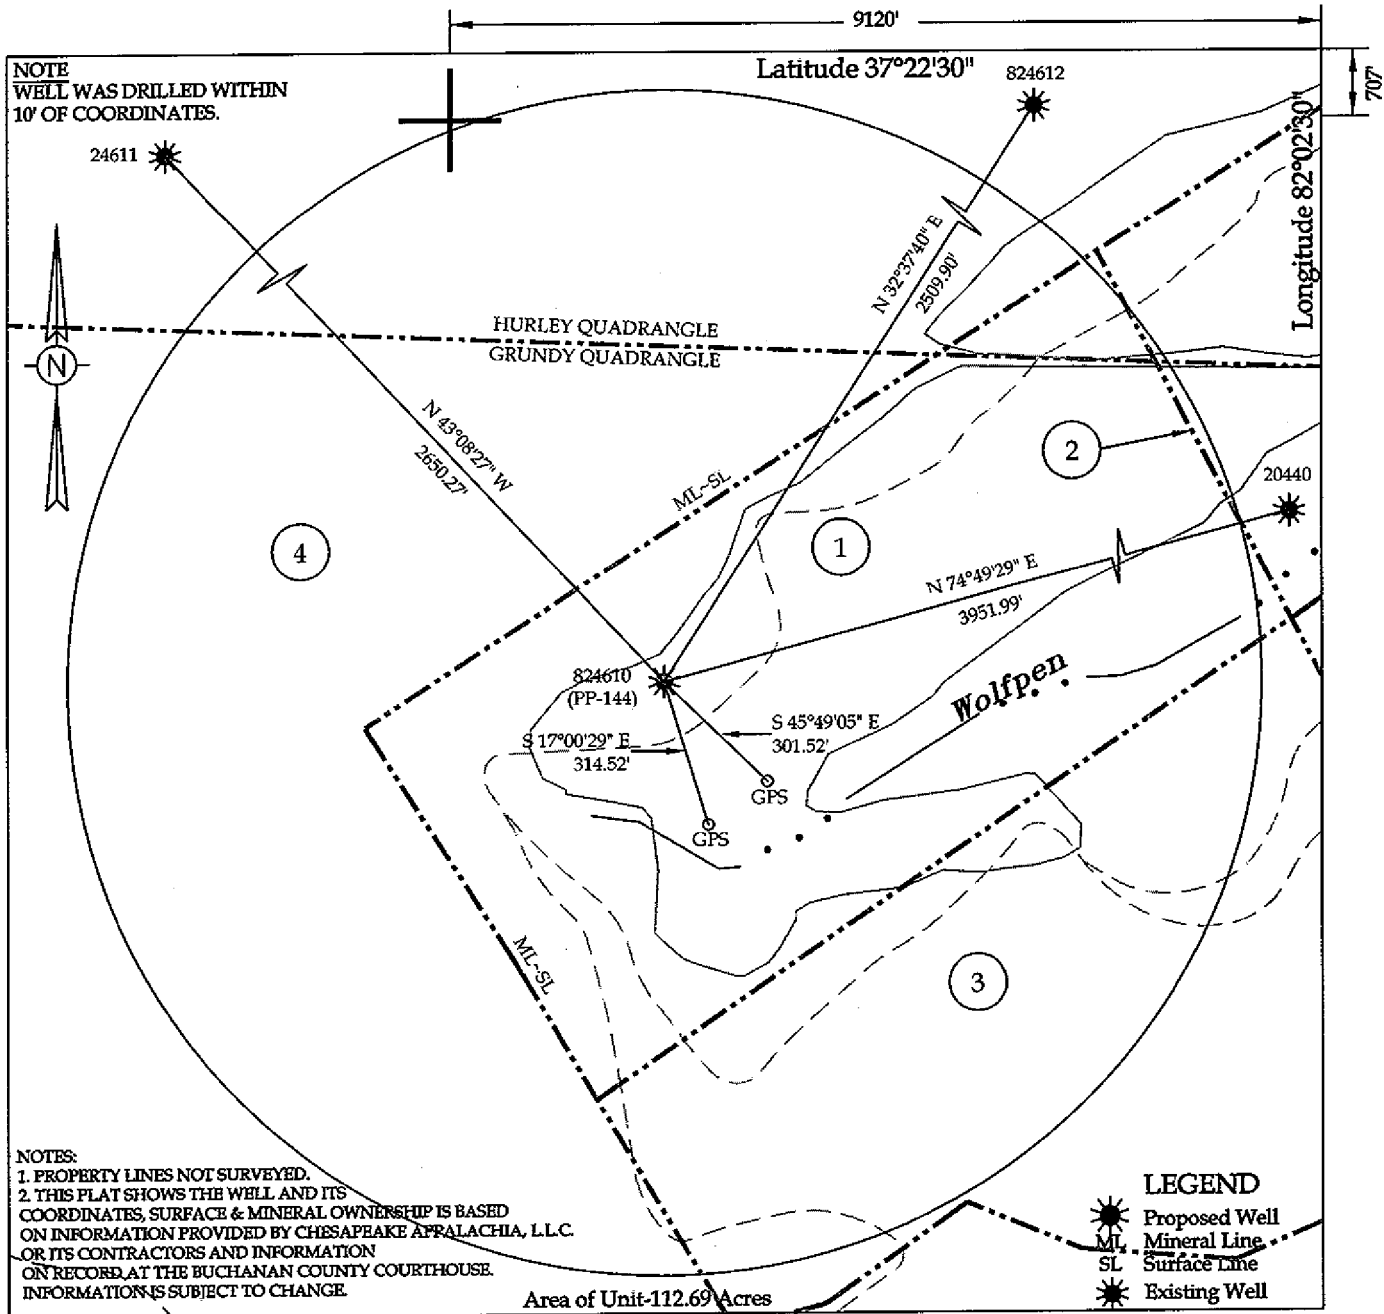 9120'
707'
NOTE
WELL WAS DRILLED WITHIN
10' OF COORDINATES.
Latitude 37°22'30"
Longitude 82°02'30"
824612
24611
N 32°37'40" E
2509.90'
HURLEY QUADRANGLE
GRUNDY QUADRANGLE
N
N 43°08'27" W
2650.27'
ML~SL
2
20440
4
1
N 74°49'29" E
3951.99'
824610
(PP-144)
Wolfpen
S 45°49'05" E
301.52'
S 17°00'29" E
314.52'
GPS
GPS
ML~SL
3
NOTES:
1. PROPERTY LINES NOT SURVEYED.
2. THIS PLAT SHOWS THE WELL AND ITS
COORDINATES, SURFACE & MINERAL OWNERSHIP IS BASED
ON INFORMATION PROVIDED BY CHESAPEAKE APPALACHIA, L.L.C.
OR ITS CONTRACTORS AND INFORMATION
ON RECORD AT THE BUCHANAN COUNTY COURTHOUSE.
INFORMATION IS SUBJECT TO CHANGE.
Area of Unit-112.69 Acres
LEGEND
Proposed Well
ML Mineral Line
SL Surface Line
Existing Well